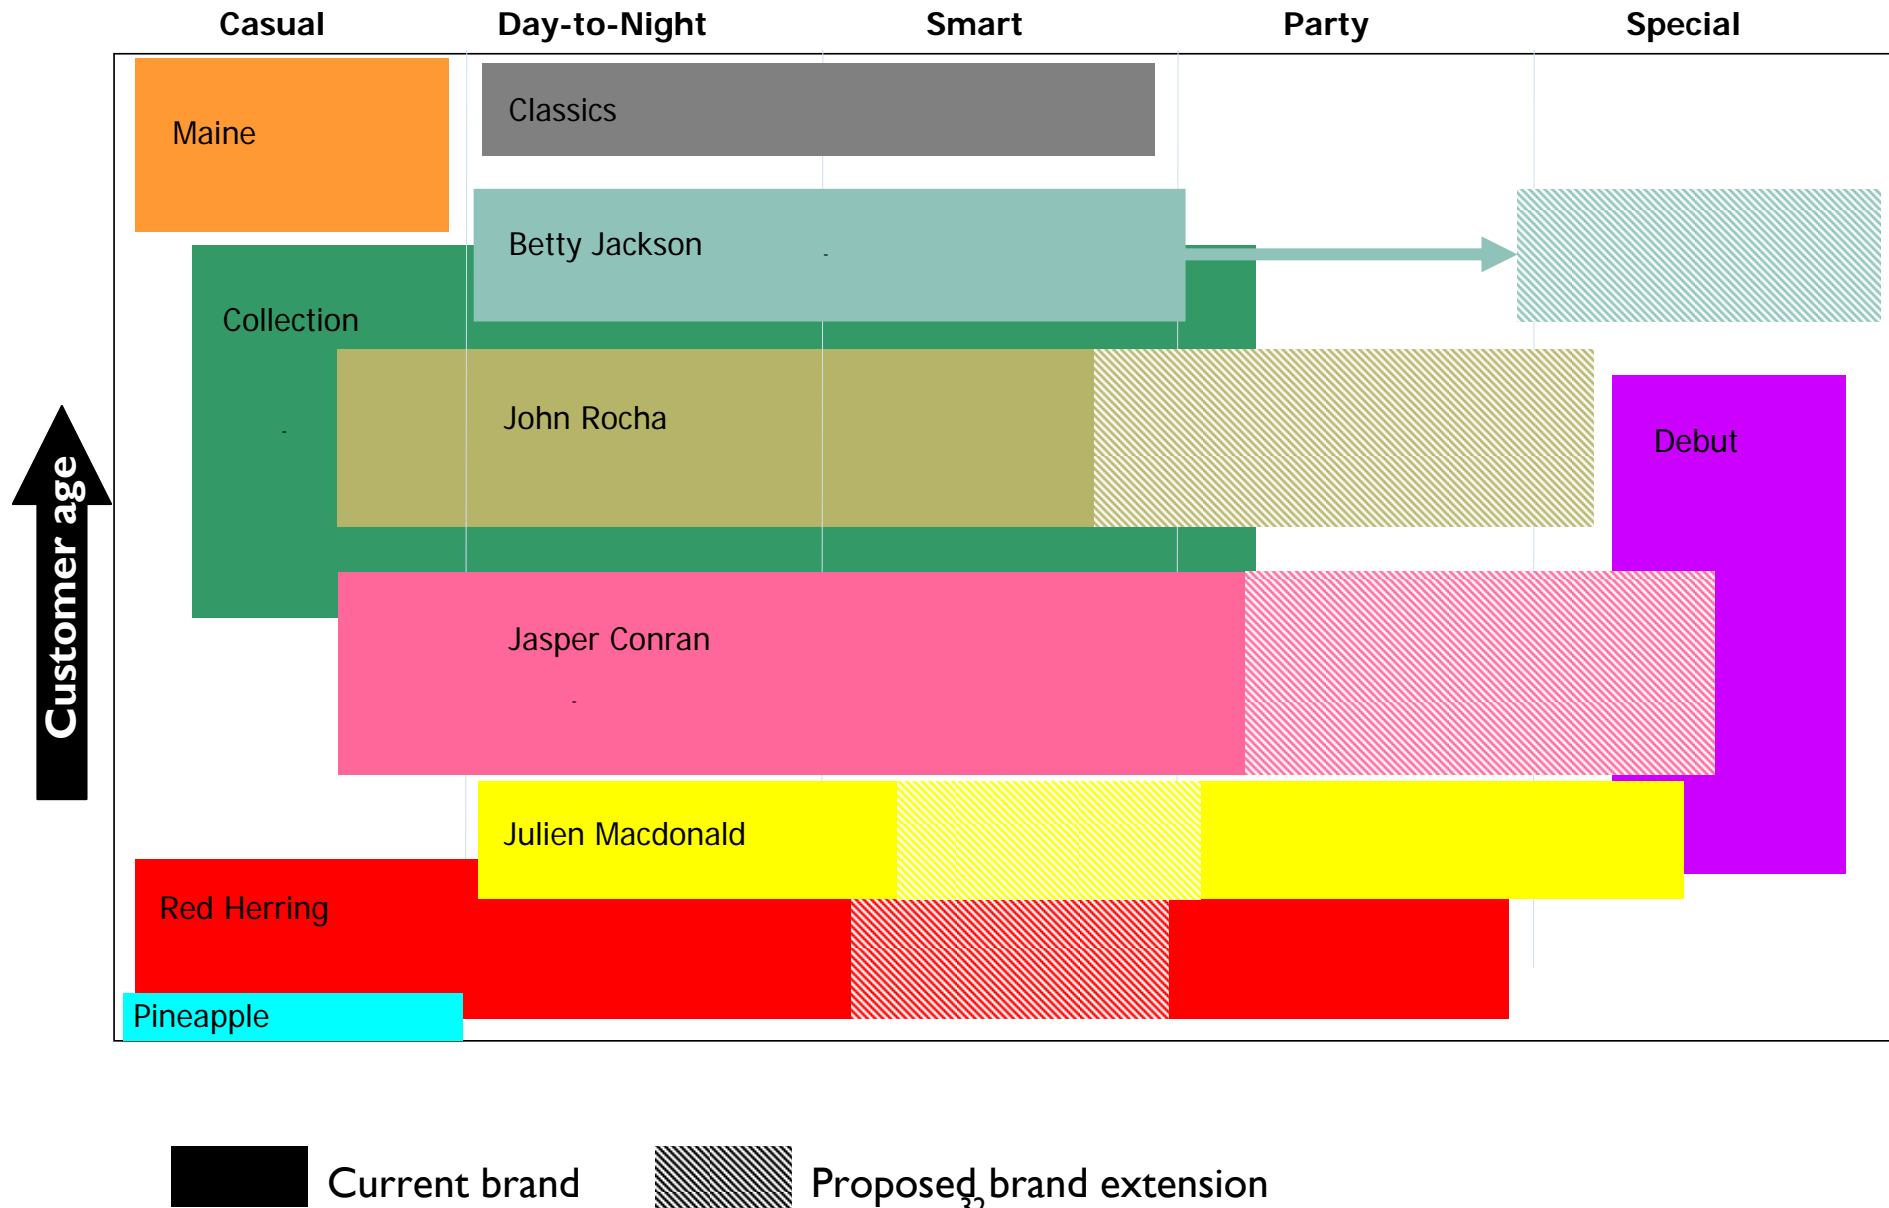 Casual Day-to-Night Smart Party Special
Maine
Classics
Betty Jackson -
Collection
John Rocha
-
Debut
Customer age
Jasper Conran
-
Julien Macdonald
Red Herring
Pineapple
Current brand
Proposed brand extension
32